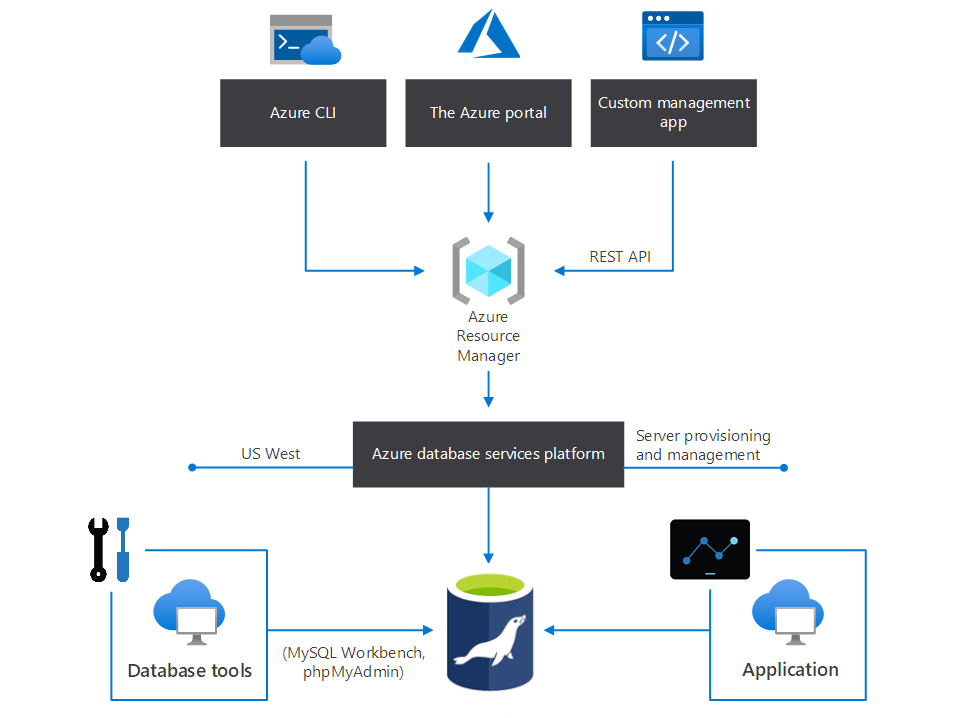 Azure CLI
The Azure portal
Custom management
app
REST API
Azure
Resource
Manager
US West
Azure database services platform
Server provisioning
and management
Database tools
(MySQL Workbench,
phpMyAdmin)
Application